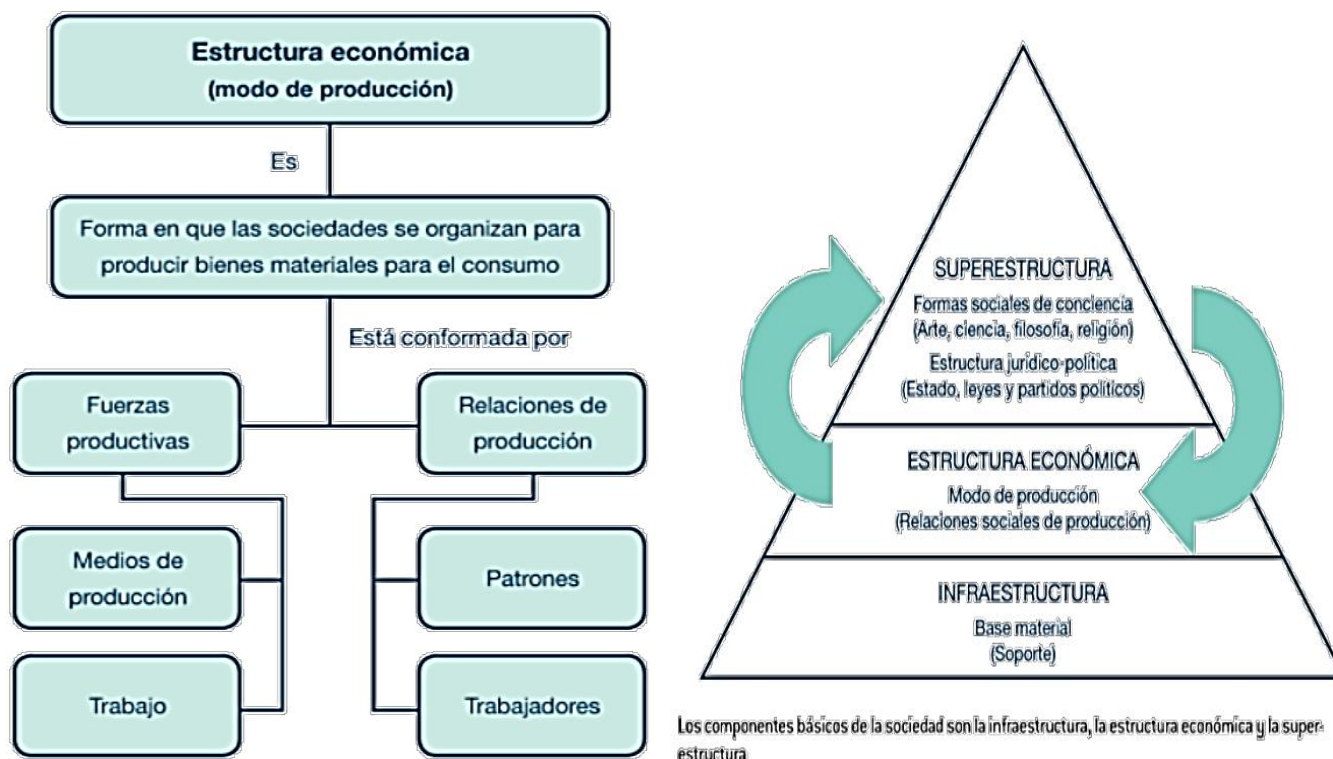 Estructura económica
(modo de producción)
Es
Forma en que las sociedades se organizan para
producir bienes materiales para el consumo
Está conformada por
Fuerzas
productivas
Relaciones de
producción
Medios de
producción
Patrones
Trabajo
Trabajadores
SUPERESTRUCTURA
Formas sociales de conciencia
(Arte, ciencia, filosofía, religión)
Estructura jurídico-política
(Estado, leyes y partidos políticos)
ESTRUCTURA ECONÓMICA
Modo de producción
(Relaciones sociales de producción)
INFRAESTRUCTURA
Base material
(Soporte)
Los componentes básicos de la sociedad son la infraestructura, la estructura económica y la super-
estructura